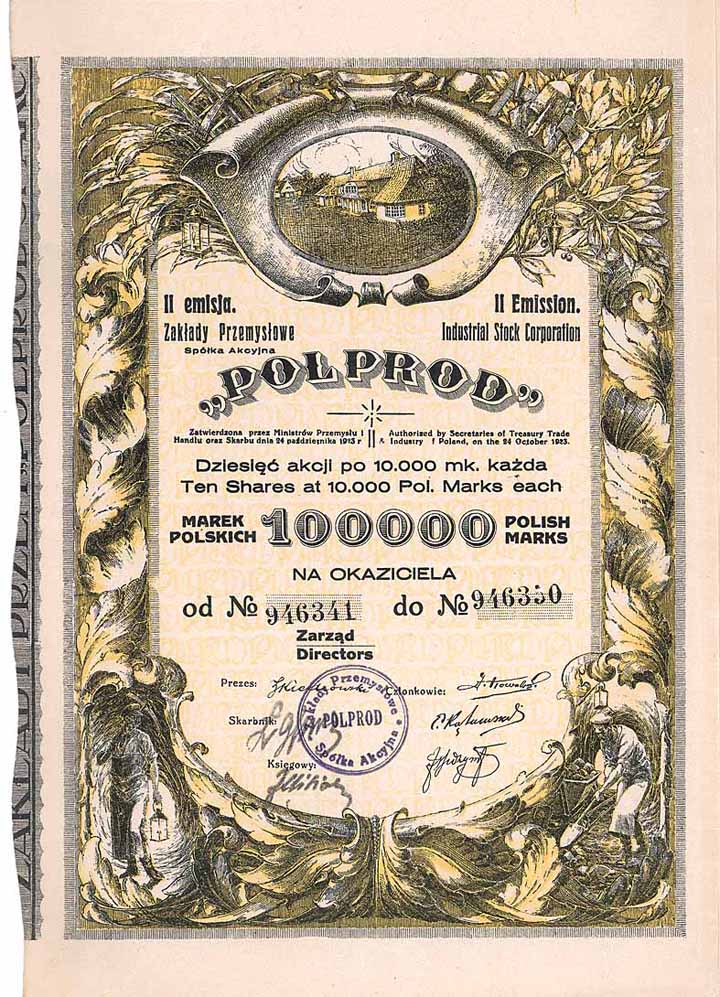 II emisja.
Zakłady Przemysłowe
Spółka Akcyjna
II Emission.
Industrial Stock Corporation
„POLPROD”
Zatwierdzona przez Ministrów Przemysłu i
Handlu oraz Skarbu dnia 24 października 1923 r
Authorized by Secretaries of Treasury Trade
& Industry f Poland, on the 24 October 1923.
Dziesięć akcji po 10.000 mk. każda
Ten Shares at 10.000 Pol. Marks each
MAREK
POLSKICH
100000
POLISH
MARKS
NA OKAZICIELA
od № 946341 do № 946350
Zarząd
Directors
Prezes:
Członkowie:
Skarbnik:
Księgowy:
Zakłady Przemysłowe
POLPROD
Spółka Akcyjna